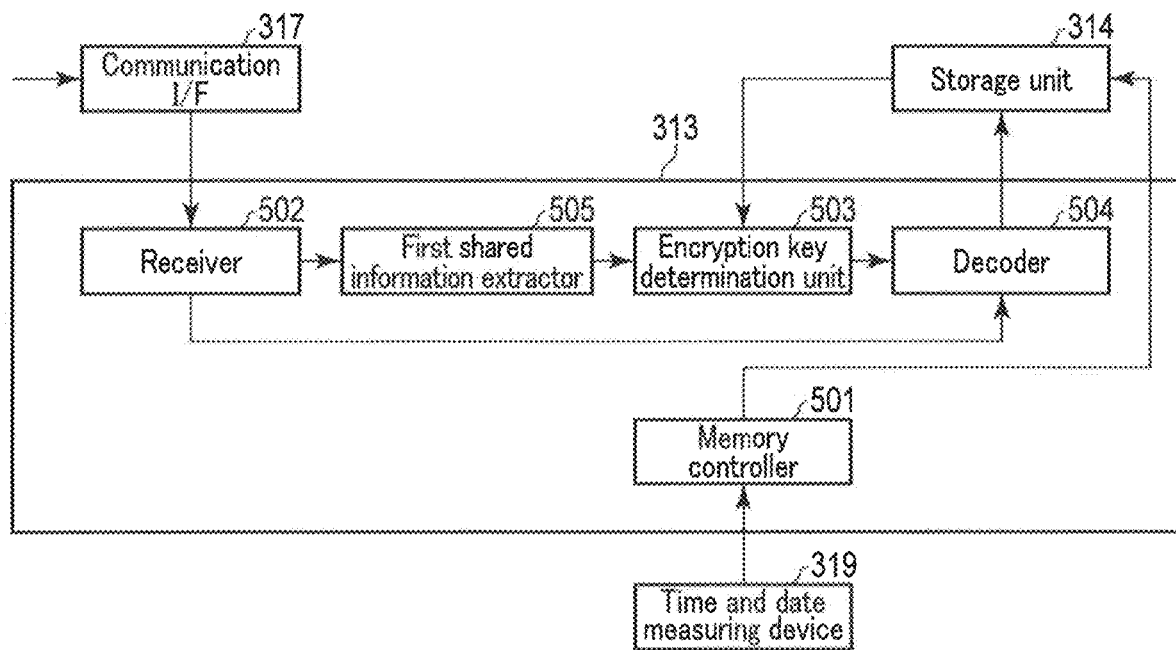 317
Communication
I/F
314
Storage unit
313
502
Receiver
505
First shared
information extractor
503
Encryption key
determination unit
504
Decoder
501
Memory
controller
319
Time and date
measuring device